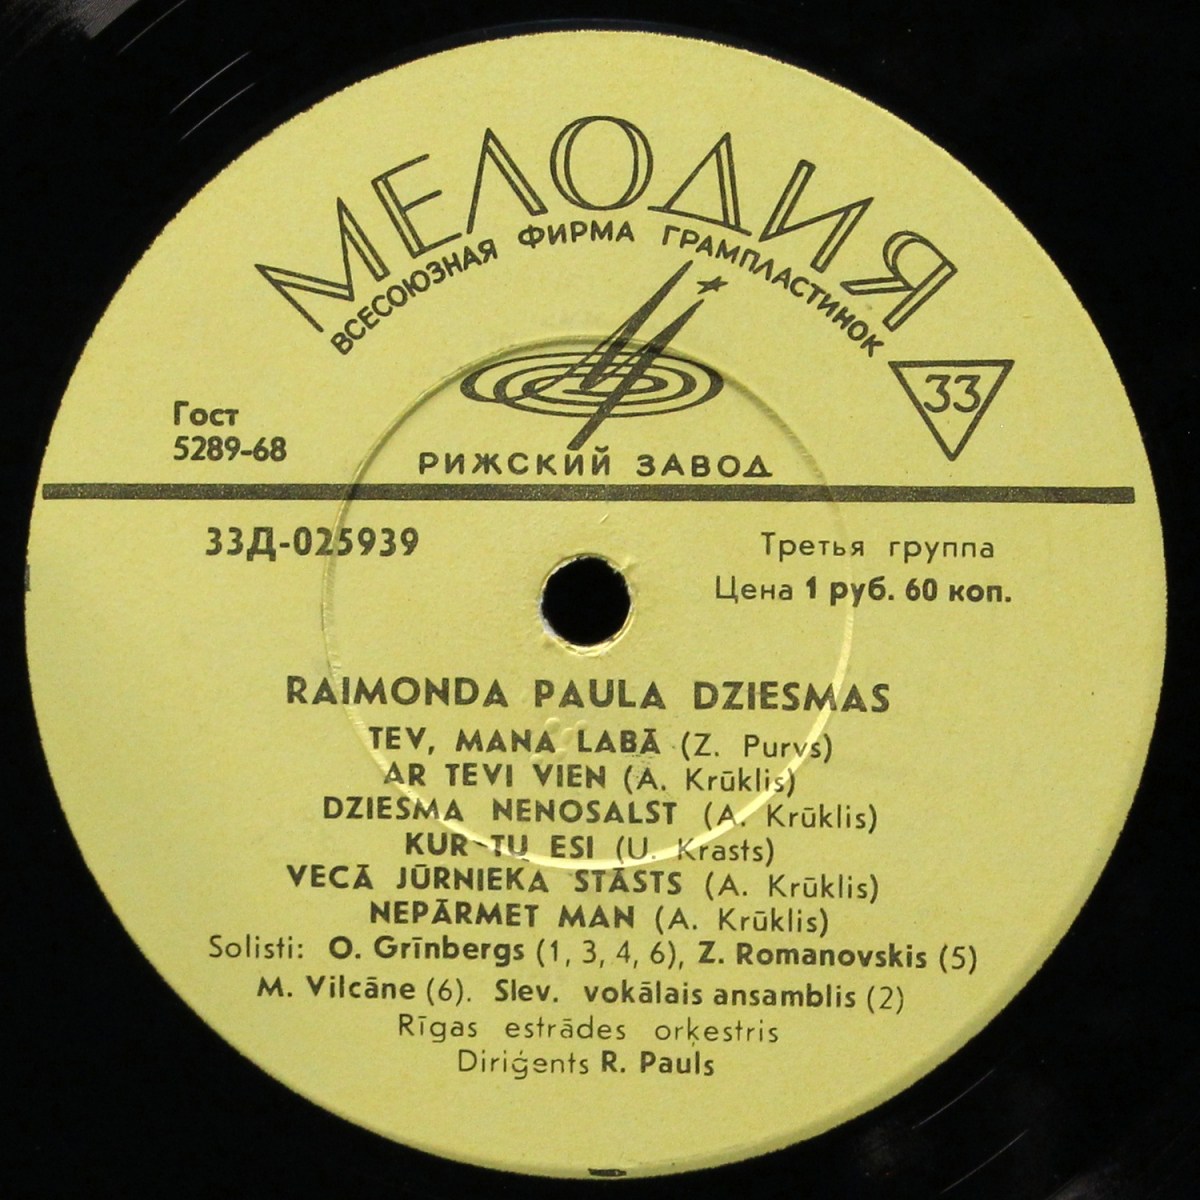 МЕЛОДИЯ
ВСЕСОЮЗНАЯ ФИРМА ГРАМПЛАСТИНОК
33
Гост
5289-68
РИЖСКИЙ ЗАВОД
33Д-025939
Третья группа
Цена 1 руб. 60 коп.
RAIMONDA PAULA DZIESMAS
TEV, MANA LABĀ (Z. Purvs)
AR TEVI VIEN (A. Krūklis)
DZIESMA NENOSALST (A. Krūklis)
KUR TU ESI (U. Krasts)
VECĀ JŪRNIEKA STĀSTS (A. Krūklis)
NEPĀRMET MAN (A. Krūklis)
Solisti: O. Grīnbergs (1, 3, 4, 6), Z. Romanovskis (5)
M. Vilcāne (6). Slev. vokālais ansamblis (2)
Rīgas estrādes orķestris
Diriģents R. Pauls